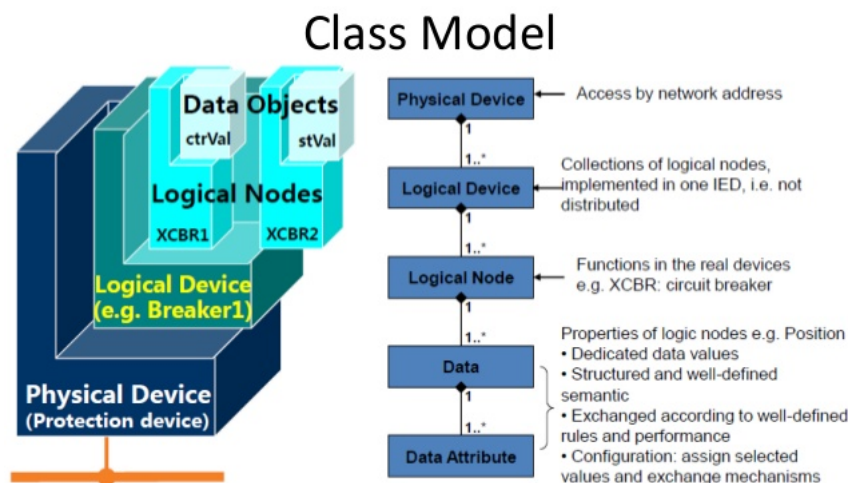 Class Model
Data Objects
ctrVal
stVal
Logical Nodes
XCBR1
XCBR2
Logical Device
(e.g. Breaker1)
Physical Device
(Protection device)
Physical Device
Access by network address
1
1..*
Logical Device
Collections of logical nodes,
implemented in one IED, i.e. not
distributed
1
1..*
Logical Node
Functions in the real devices
e.g. XCBR: circuit breaker
1
1..*
Data
1
1..*
Data Attribute
Properties of logic nodes e.g. Position
• Dedicated data values
• Structured and well-defined
semantic
• Exchanged according to well-defined
rules and performance
• Configuration: assign selected
values and exchange mechanisms